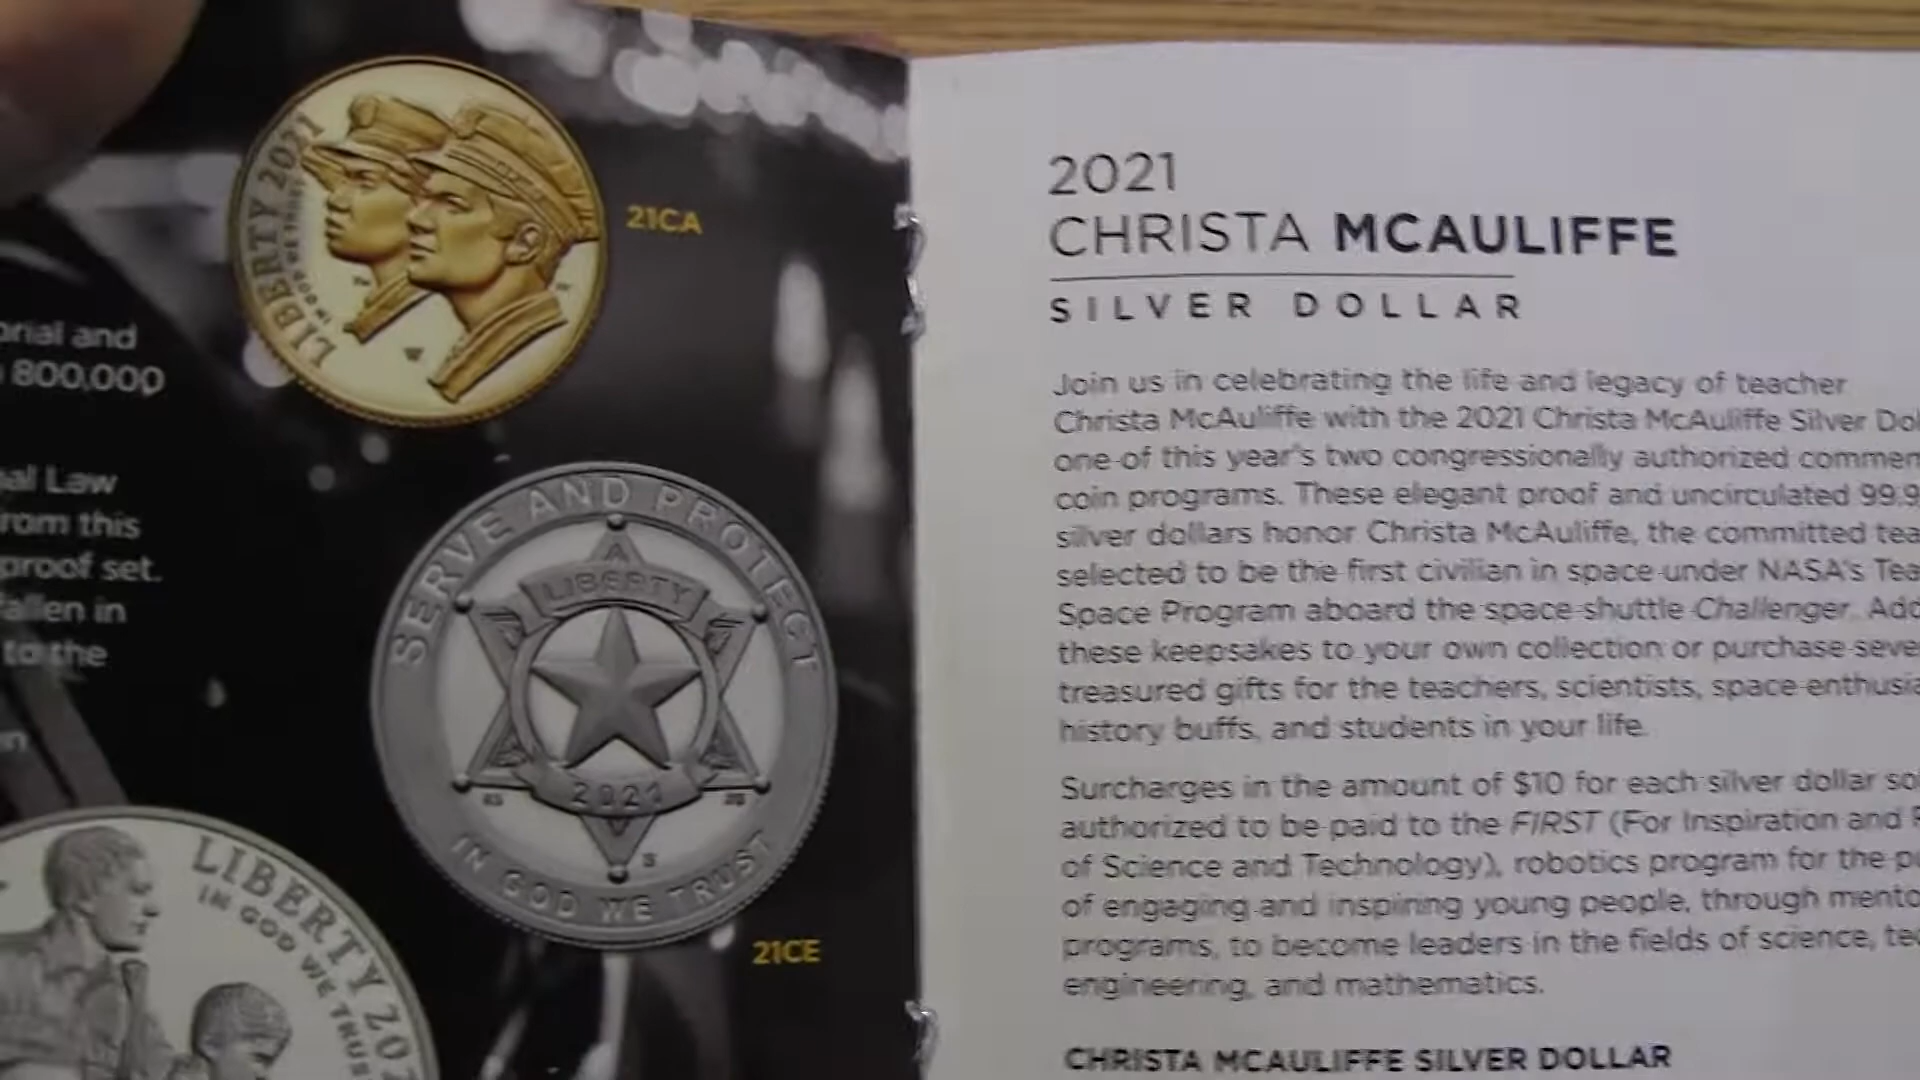 LIBERTY 2021
IN GOD WE TRUST
21CA
orial and
800,000
nal Law
from this
proof set.
fallen in
to the
in
SERVE AND PROTECT
LIBERTY
2021
S
IN GOD WE TRUST
21CE
LIBERTY 202
IN GOD WE TRUS
2021
CHRISTA MCAULIFFE
SILVER DOLLAR
Join us in celebrating the life and legacy of teacher
Christa McAuliffe with the 2021 Christa McAuliffe Silver Dol
one of this year's two congressionally authorized commem
coin programs. These elegant proof and uncirculated 99.9
silver dollars honor Christa McAuliffe, the committed tea
selected to be the first civilian in space under NASA's Tea
Space Program aboard the space shuttle Challenger. Add
these keepsakes to your own collection or purchase seve
treasured gifts for the teachers, scientists, space enthusia
history buffs, and students in your life.
Surcharges in the amount of $10 for each silver dollar so
authorized to be paid to the FIRST (For Inspiration and R
of Science and Technology), robotics program for the pu
of engaging and inspiring young people, through mento
programs, to become leaders in the fields of science, tec
engineering, and mathematics.
CHRISTA MCAULIFFE SILVER DOLLAR